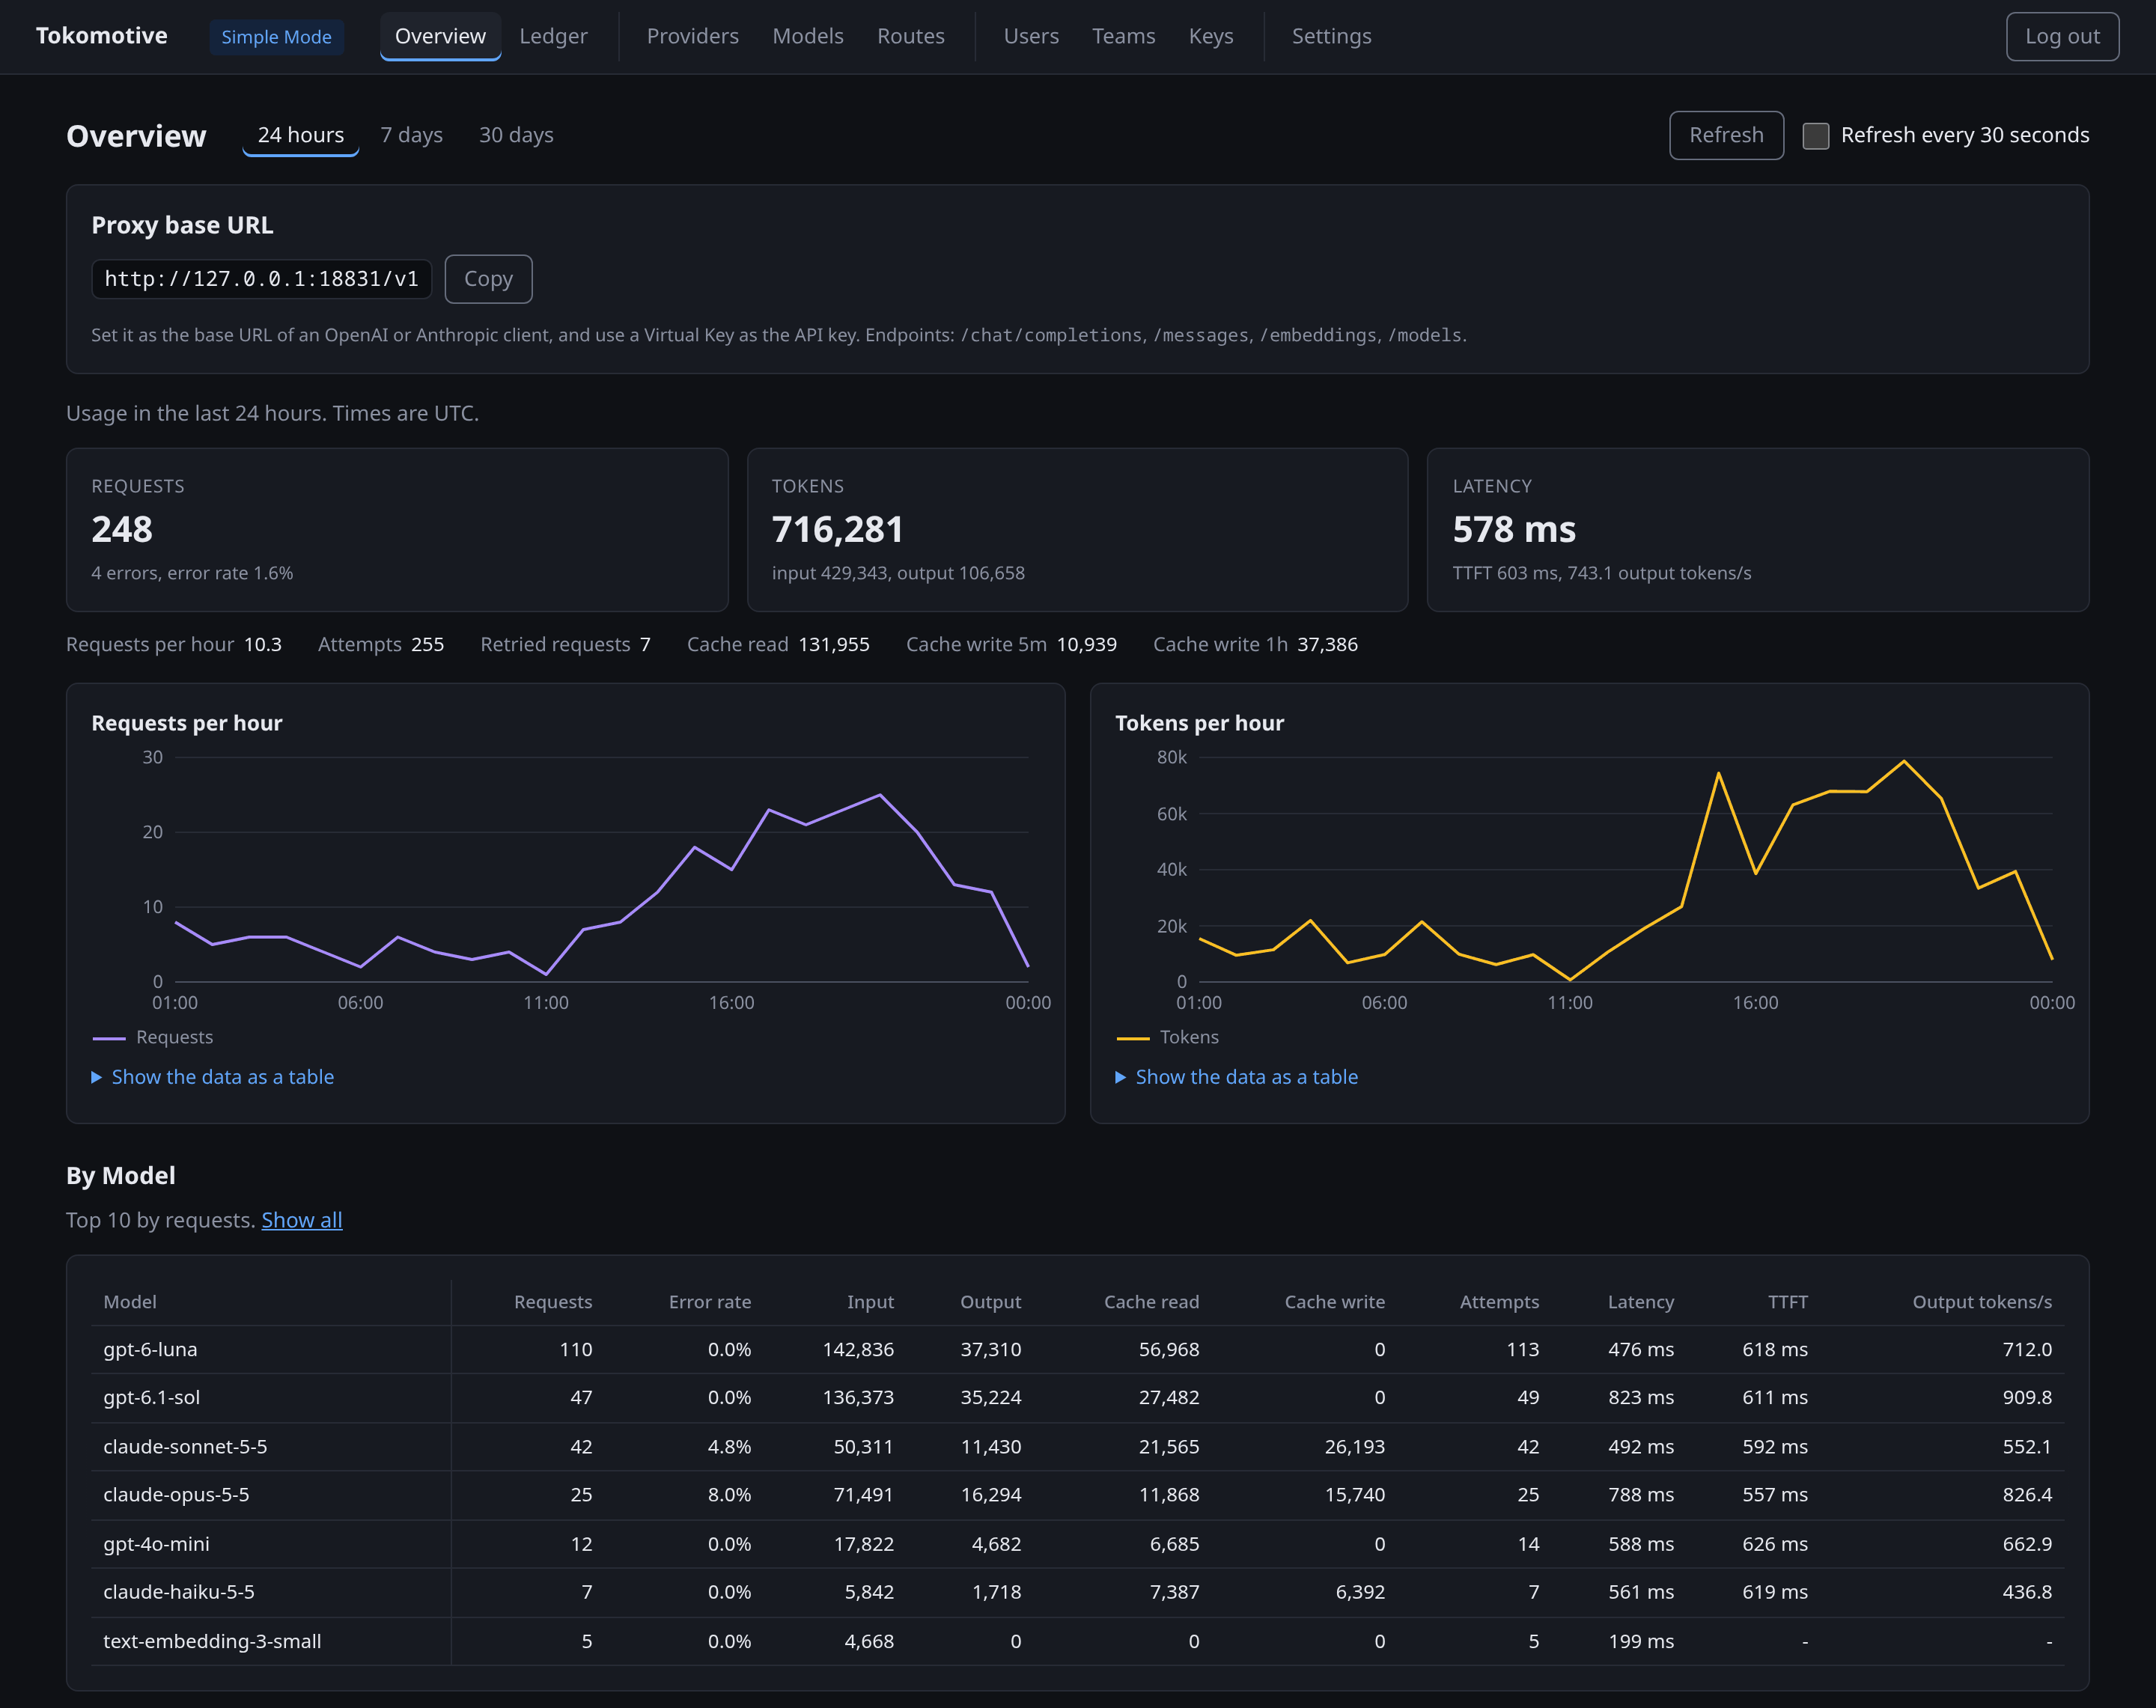 Tokomotive Simple Mode Overview Ledger Providers Models Routes Users Teams Keys Settings Log out
Overview 24 hours 7 days 30 days Refresh Refresh every 30 seconds
Proxy base URL
http://127.0.0.1:18831/v1 Copy
Set it as the base URL of an OpenAI or Anthropic client, and use a Virtual Key as the API key. Endpoints: /chat/completions, /messages, /embeddings, /models.
Usage in the last 24 hours. Times are UTC.
REQUESTS
248
4 errors, error rate 1.6%
TOKENS
716,281
input 429,343, output 106,658
LATENCY
578 ms
TTFT 603 ms, 743.1 output tokens/s
Requests per hour 10.3 Attempts 255 Retried requests 7 Cache read 131,955 Cache write 5m 10,939 Cache write 1h 37,386
Requests per hour
30
20
10
0
01:00 06:00 11:00 16:00 00:00
Requests
Show the data as a table
Tokens per hour
80k
60k
40k
20k
0
01:00 06:00 11:00 16:00 00:00
Tokens
Show the data as a table
By Model
Top 10 by requests. Show all
Model Requests Error rate Input Output Cache read Cache write Attempts Latency TTFT Output tokens/s
gpt-6-luna 110 0.0% 142,836 37,310 56,968 0 113 476 ms 618 ms 712.0
gpt-6.1-sol 47 0.0% 136,373 35,224 27,482 0 49 823 ms 611 ms 909.8
claude-sonnet-5-5 42 4.8% 50,311 11,430 21,565 26,193 42 492 ms 592 ms 552.1
claude-opus-5-5 25 8.0% 71,491 16,294 11,868 15,740 25 788 ms 557 ms 826.4
gpt-4o-mini 12 0.0% 17,822 4,682 6,685 0 14 588 ms 626 ms 662.9
claude-haiku-5-5 7 0.0% 5,842 1,718 7,387 6,392 7 561 ms 619 ms 436.8
text-embedding-3-small 5 0.0% 4,668 0 0 0 5 199 ms - -